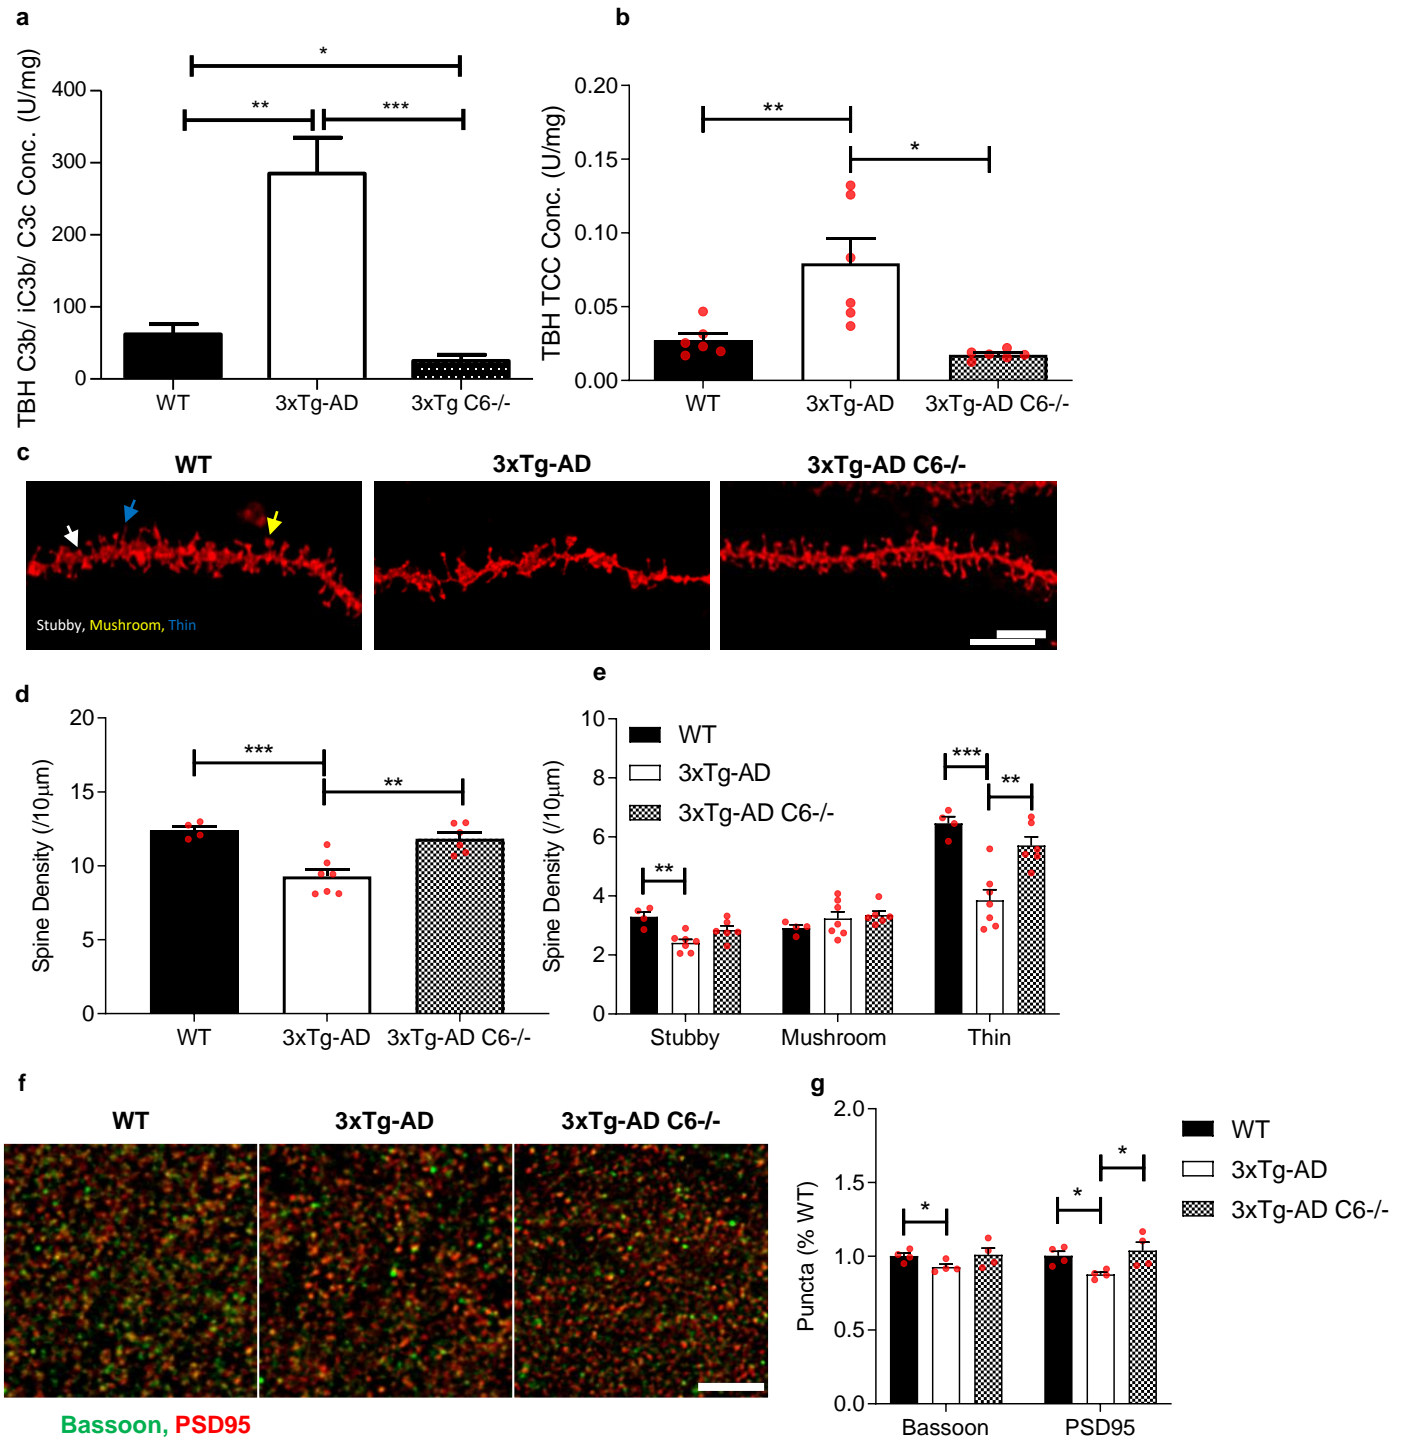 a
TBH C3b/ iC3b/ C3c Conc. (U/mg)
400
300
200
100
0
*
**
***
WT
3xTg-AD
3xTg C6-/-
b
TBH TCC Conc. (U/mg)
0.20
0.15
0.10
0.05
0.00
**
*
WT
3xTg-AD
3xTg-AD C6-/-
c
WT
3xTg-AD
3xTg-AD C6-/-
Stubby, Mushroom, Thin
d
Spine Density (/10µm)
20
15
10
5
0
***
**
WT
3xTg-AD
3xTg-AD C6-/-
e
Spine Density (/10µm)
10
8
6
4
2
0
WT
3xTg-AD
3xTg-AD C6-/-
**
***
**
Stubby
Mushroom
Thin
f
WT
3xTg-AD
3xTg-AD C6-/-
Bassoon, PSD95
g
Puncta (% WT)
2.0
1.5
1.0
0.5
0.0
*
*
*
Bassoon
PSD95
WT
3xTg-AD
3xTg-AD C6-/-